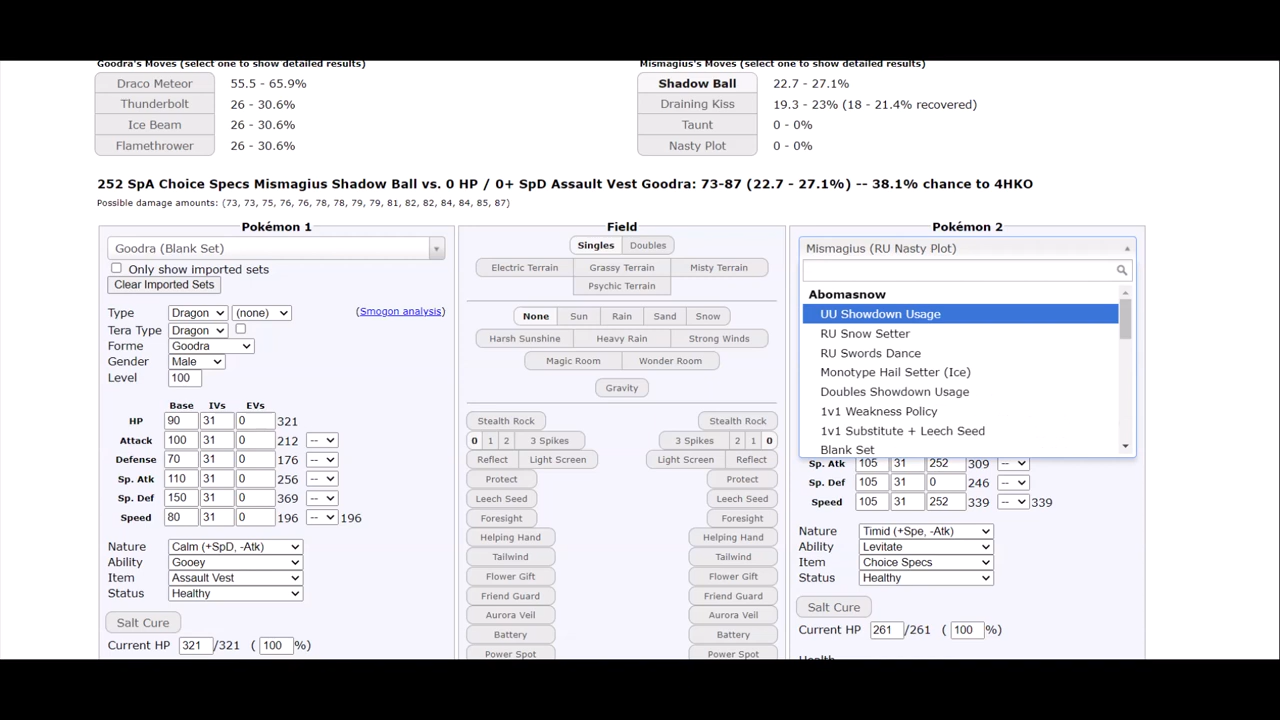 Goodra's Moves (select one to show detailed results)
Draco Meteor 55.5 - 65.9%
Thunderbolt 26 - 30.6%
Ice Beam 26 - 30.6%
Flamethrower 26 - 30.6%
Mismagius's Moves (select one to show detailed results)
Shadow Ball 22.7 - 27.1%
Draining Kiss 19.3 - 23% (18 - 21.4% recovered)
Taunt 0 - 0%
Nasty Plot 0 - 0%
252 SpA Choice Specs Mismagius Shadow Ball vs. 0 HP / 0+ SpD Assault Vest Goodra: 73-87 (22.7 - 27.1%) -- 38.1% chance to 4HKO
Possible damage amounts: (73, 73, 75, 76, 76, 78, 78, 79, 79, 81, 82, 82, 84, 84, 85, 87)
Pokémon 1
Goodra (Blank Set)
Only show imported sets
Clear Imported Sets
Type Dragon (none) (Smogon analysis)
Tera Type Dragon
Forme Goodra
Gender Male
Level 100
Base IVs EVs
HP 90 31 0 321
Attack 100 31 0 212 --
Defense 70 31 0 176 --
Sp. Atk 110 31 0 256 --
Sp. Def 150 31 0 369 --
Speed 80 31 0 196 -- 196
Nature Calm (+SpD, -Atk)
Ability Gooey
Item Assault Vest
Status Healthy
Salt Cure
Current HP 321 /321 ( 100 %)
Field
Singles Doubles
Electric Terrain Grassy Terrain Misty Terrain
Psychic Terrain
None Sun Rain Sand Snow
Harsh Sunshine Heavy Rain Strong Winds
Magic Room Wonder Room
Gravity
Stealth Rock Stealth Rock
0 1 2 3 Spikes 3 Spikes 2 1 0
Reflect Light Screen Light Screen Reflect
Protect Protect
Leech Seed Leech Seed
Foresight Foresight
Helping Hand Helping Hand
Tailwind Tailwind
Flower Gift Flower Gift
Friend Guard Friend Guard
Aurora Veil Aurora Veil
Battery Battery
Power Spot Power Spot
Pokémon 2
Mismagius (RU Nasty Plot)
Abomasnow
UU Showdown Usage
RU Snow Setter
RU Swords Dance
Monotype Hail Setter (Ice)
Doubles Showdown Usage
1v1 Weakness Policy
1v1 Substitute + Leech Seed
Blank Set
Sp. Atk 105 31 252 309 --
Sp. Def 105 31 0 246 --
Speed 105 31 252 339 -- 339
Nature Timid (+Spe, -Atk)
Ability Levitate
Item Choice Specs
Status Healthy
Salt Cure
Current HP 261 /261 ( 100 %)